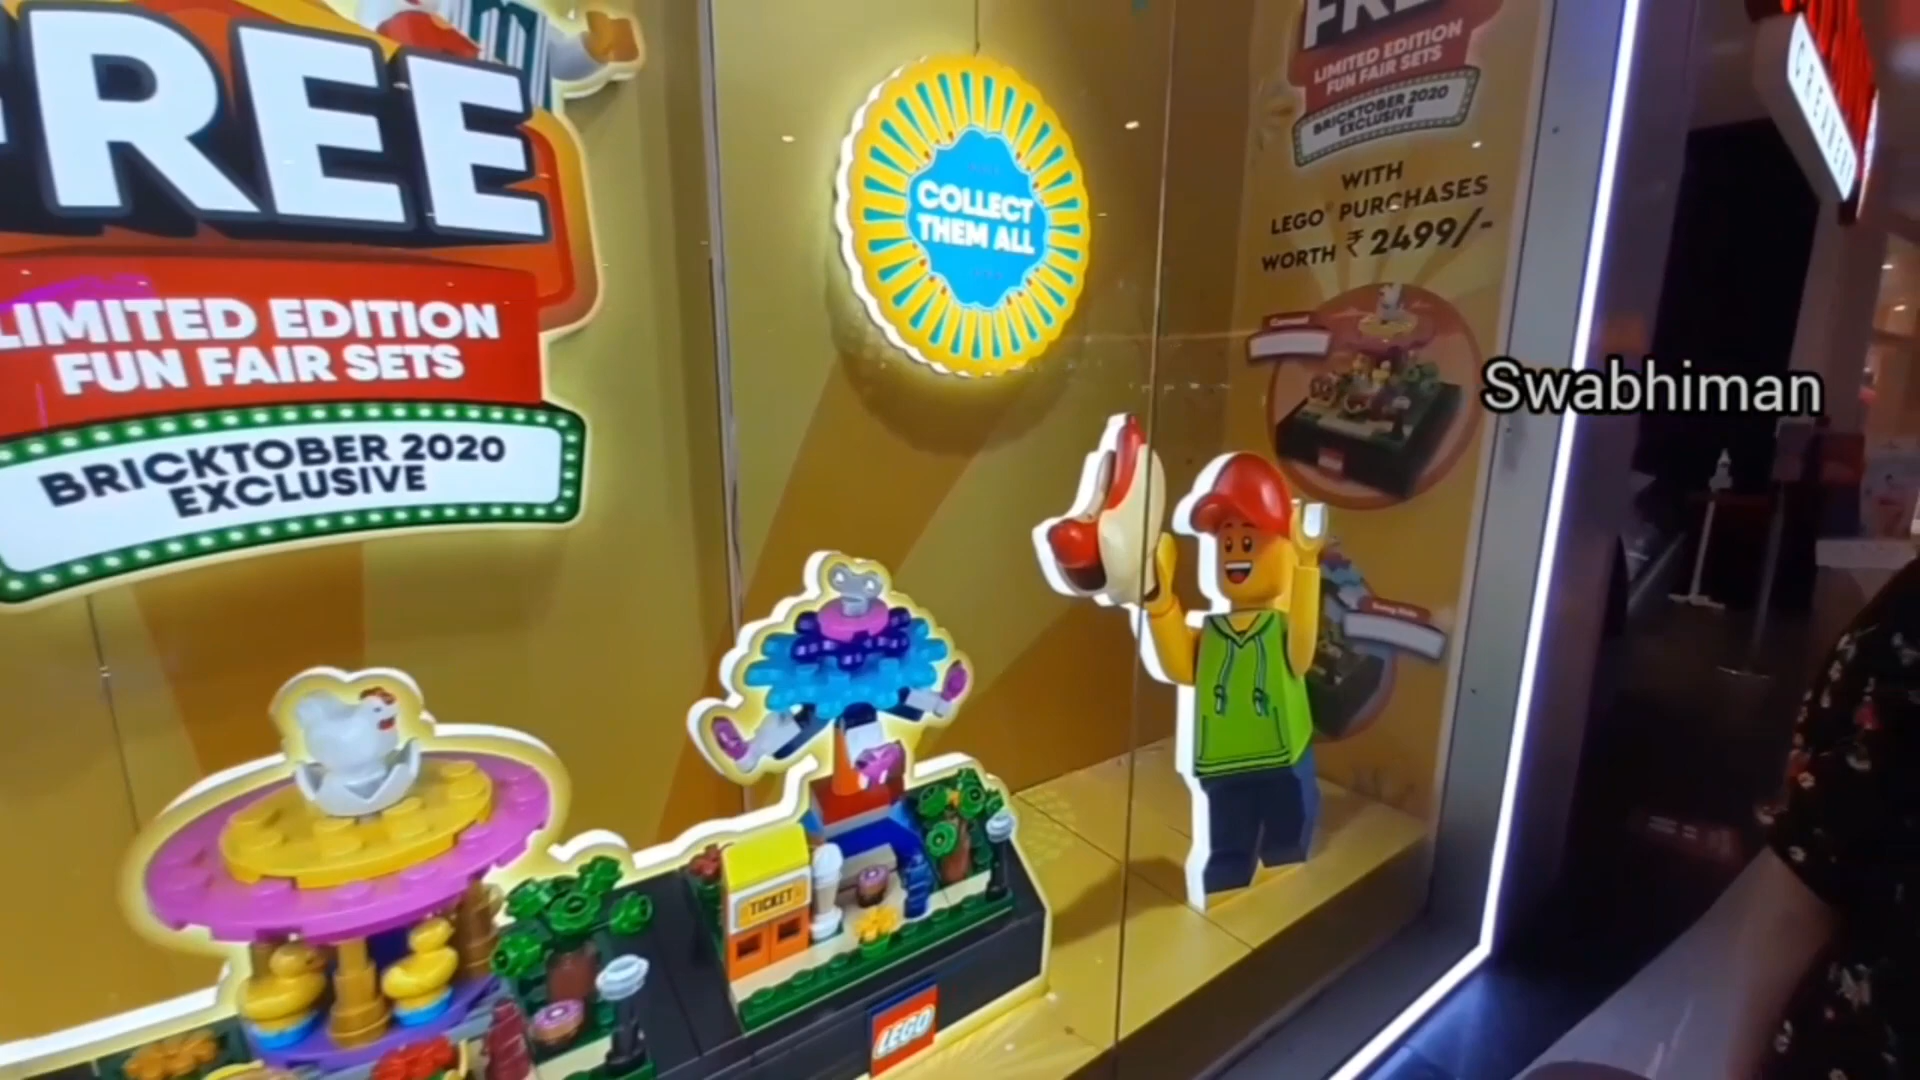 FREE
LIMITED EDITION
FUN FAIR SETS
BRICKTOBER 2020
EXCLUSIVE
COLLECT
THEM ALL
LIMITED EDITION
FUN FAIR SETS
BRICKTOBER 2020
EXCLUSIVE
WITH
LEGO® PURCHASES
WORTH ₹ 2499/-
Swabhiman
TICKET
LEGO
CREAMERY